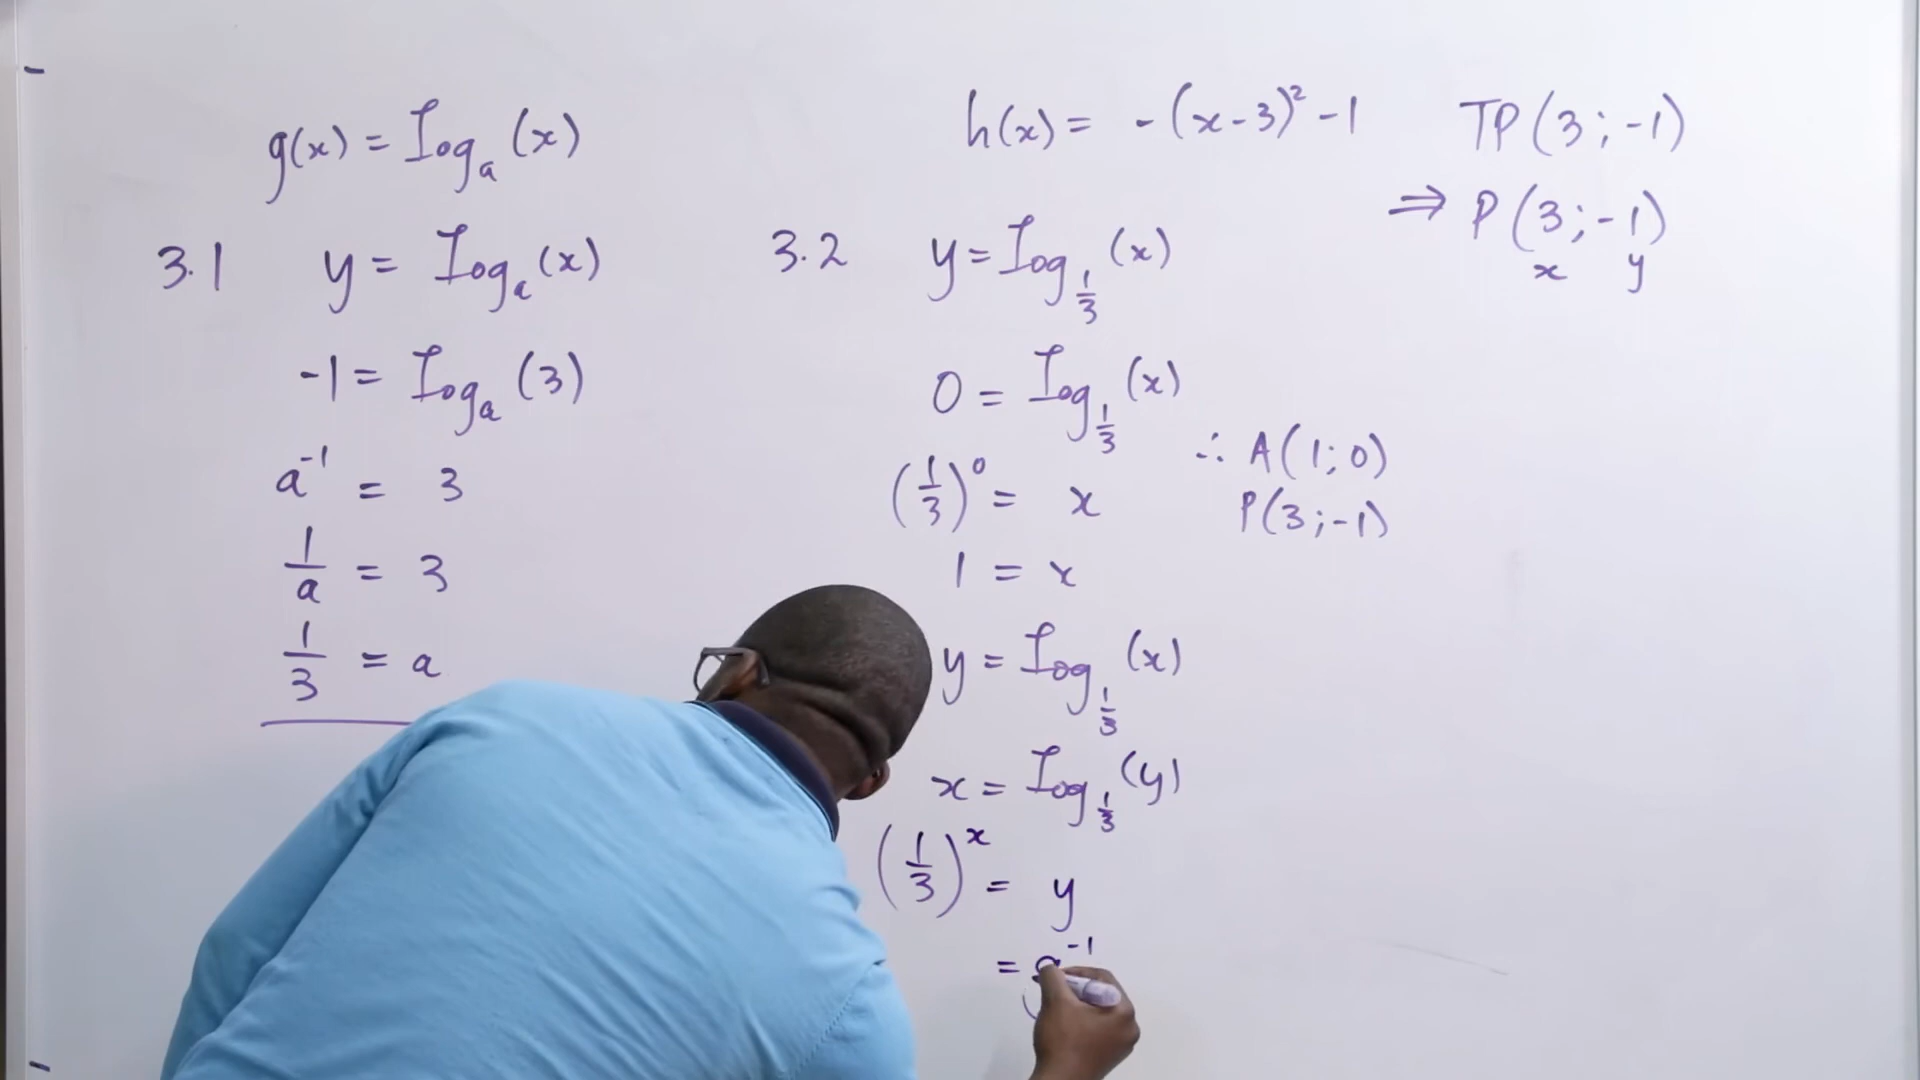 g(x) = Log_a (x)
3.1 y = Log_a (x)
-1 = Log_a (3)
a^-1 = 3
1/a = 3
1/3 = a
h(x) = -(x-3)² -1
TP(3;-1)
⇒ P(3;-1)
x y
3.2 y = Log_1/3 (x)
0 = Log_1/3 (x)
(1/3)^0 = x
1 = x
∴ A(1;0)
P(3;-1)
y = Log_1/3 (x)
x = Log_1/3 (y)
(1/3)^x = y
= g^-1